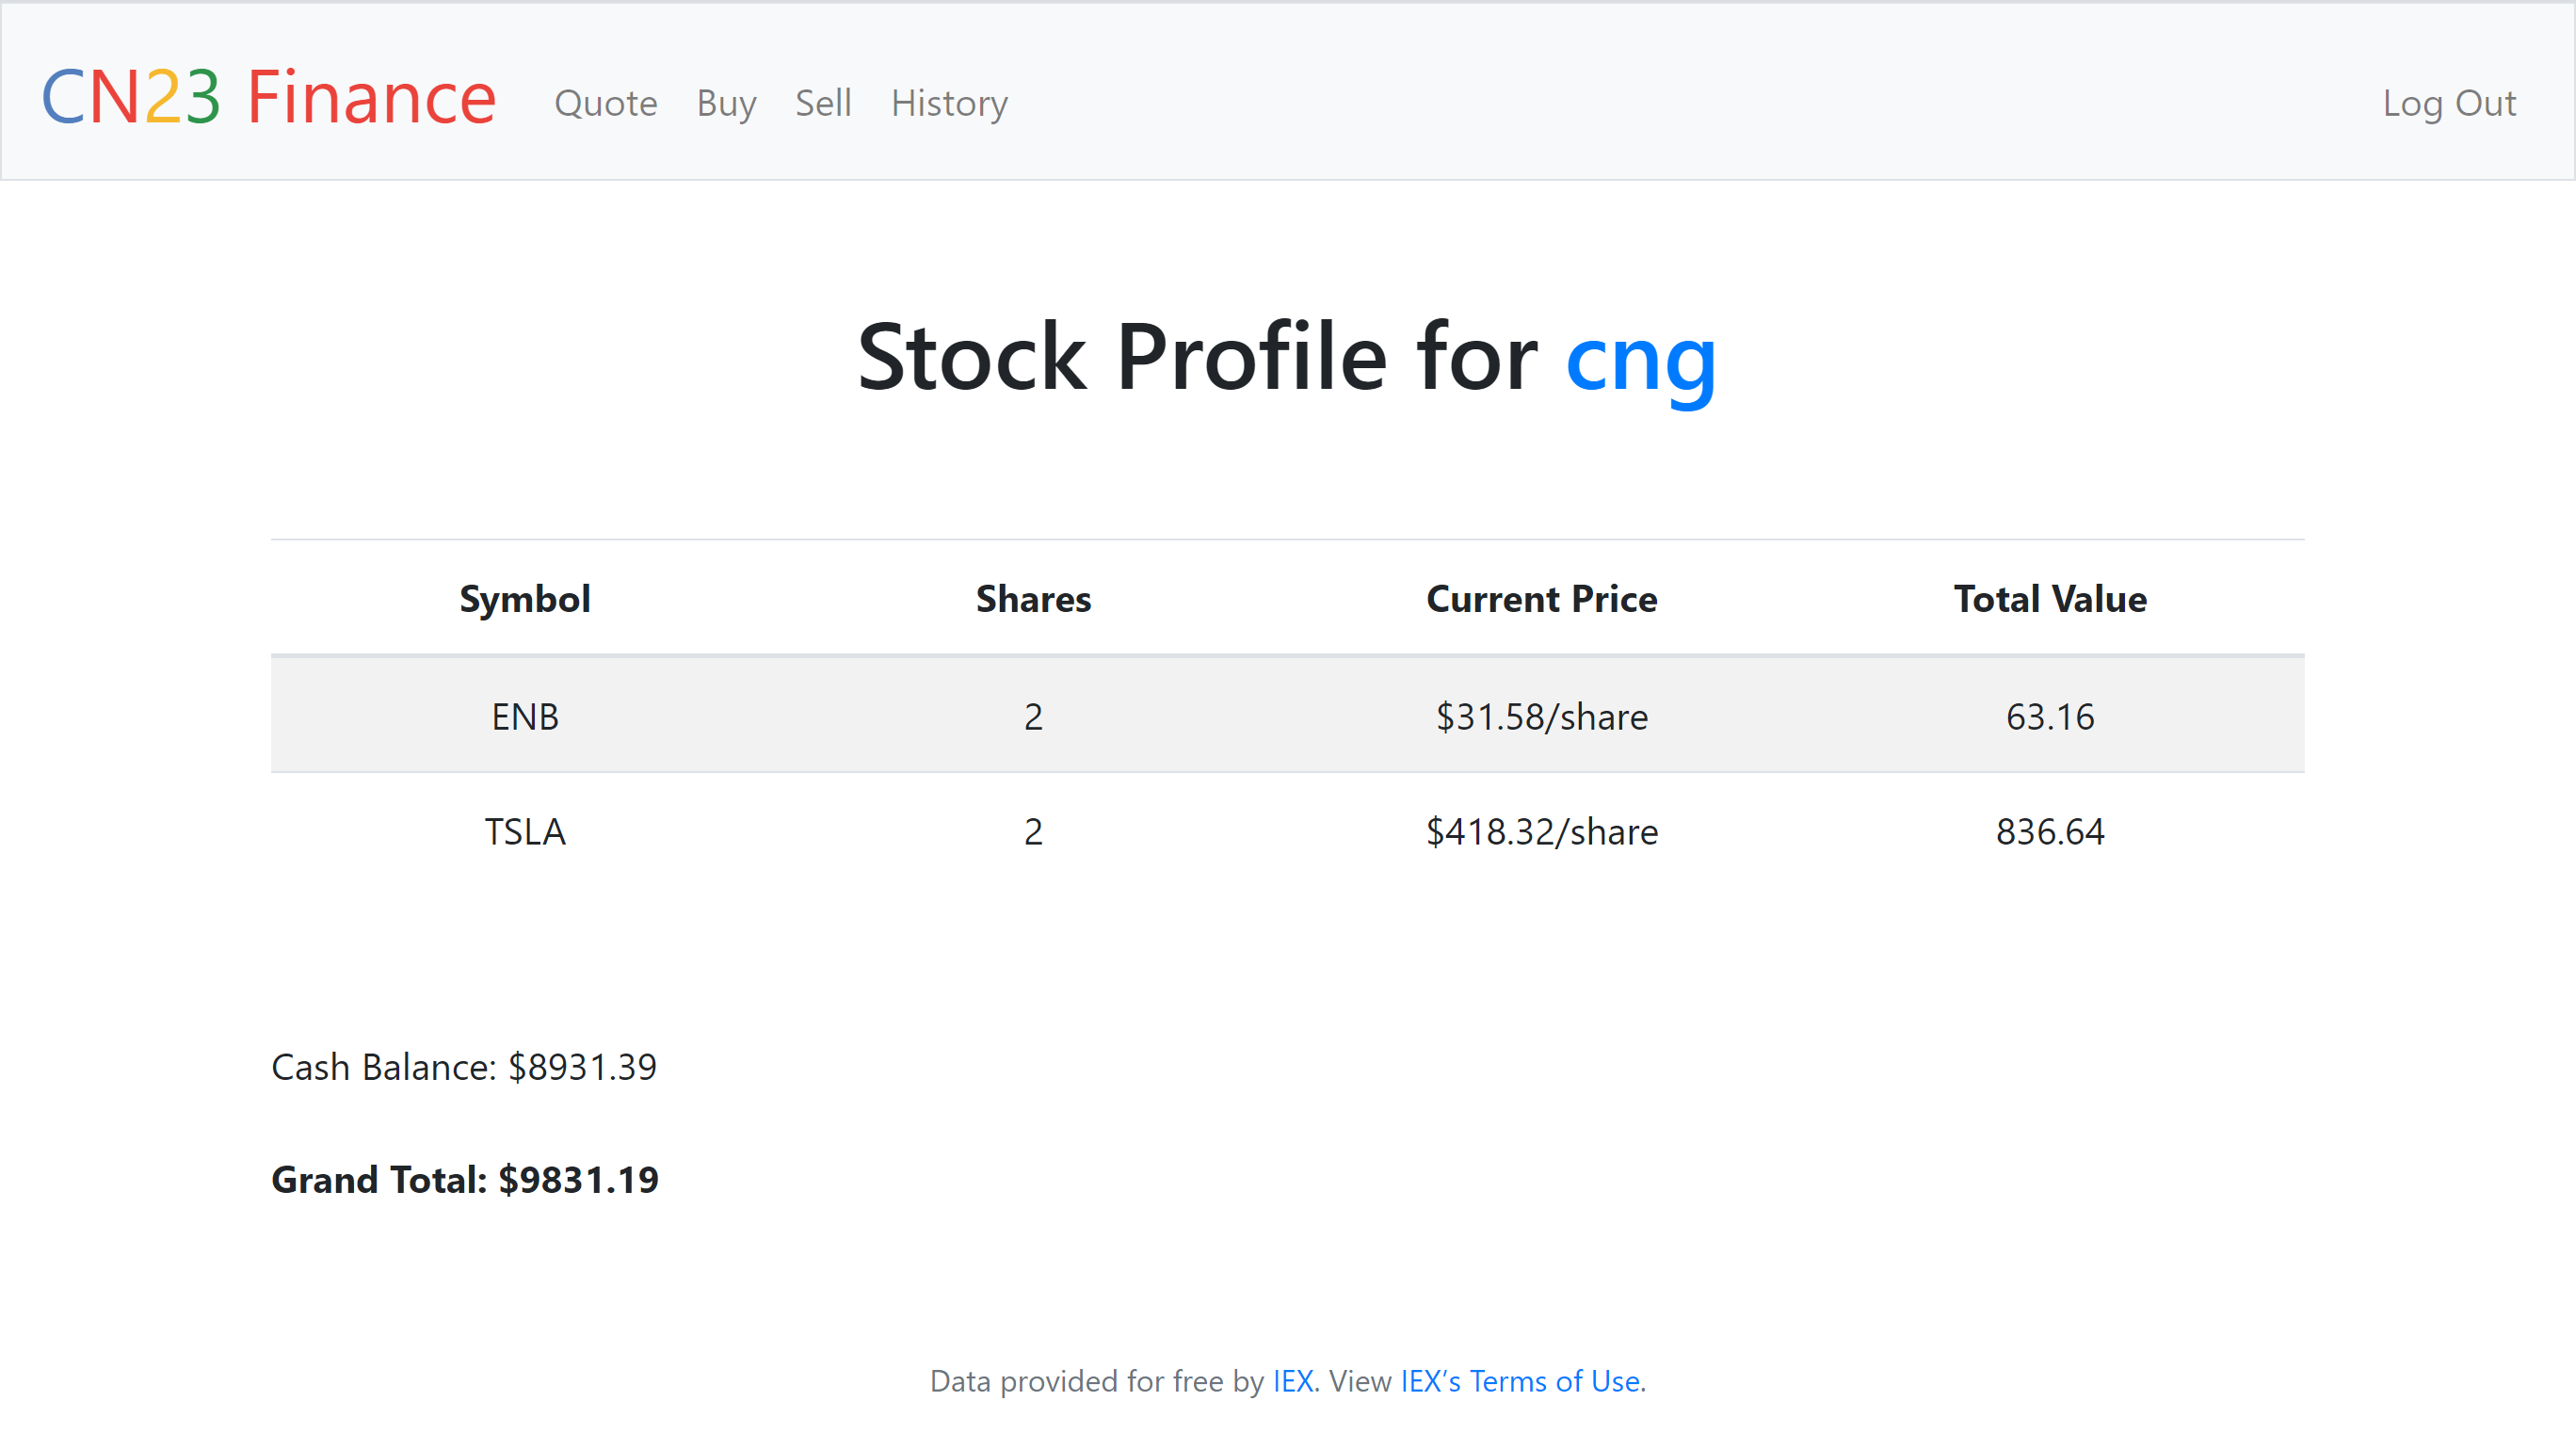 CN23 Finance Quote Buy Sell History Log Out
Stock Profile for cng
Symbol Shares Current Price Total Value
ENB 2 $31.58/share 63.16
TSLA 2 $418.32/share 836.64
Cash Balance: $8931.39
Grand Total: $9831.19
Data provided for free by IEX. View IEX’s Terms of Use.